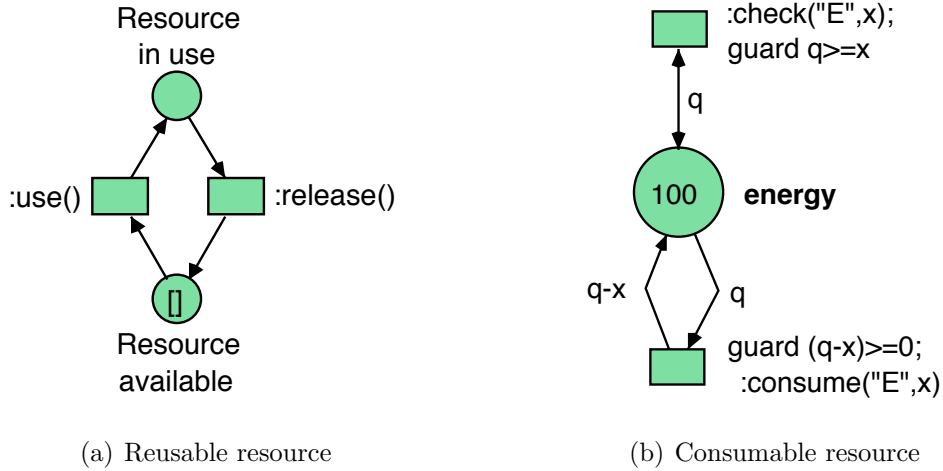 Resource
in use
:use()
:release()
[]
Resource
available
(a) Reusable resource
:check("E",x);
guard q>=x
q
100
energy
q-x
q
guard (q-x)>=0;
:consume("E",x)
(b) Consumable resource